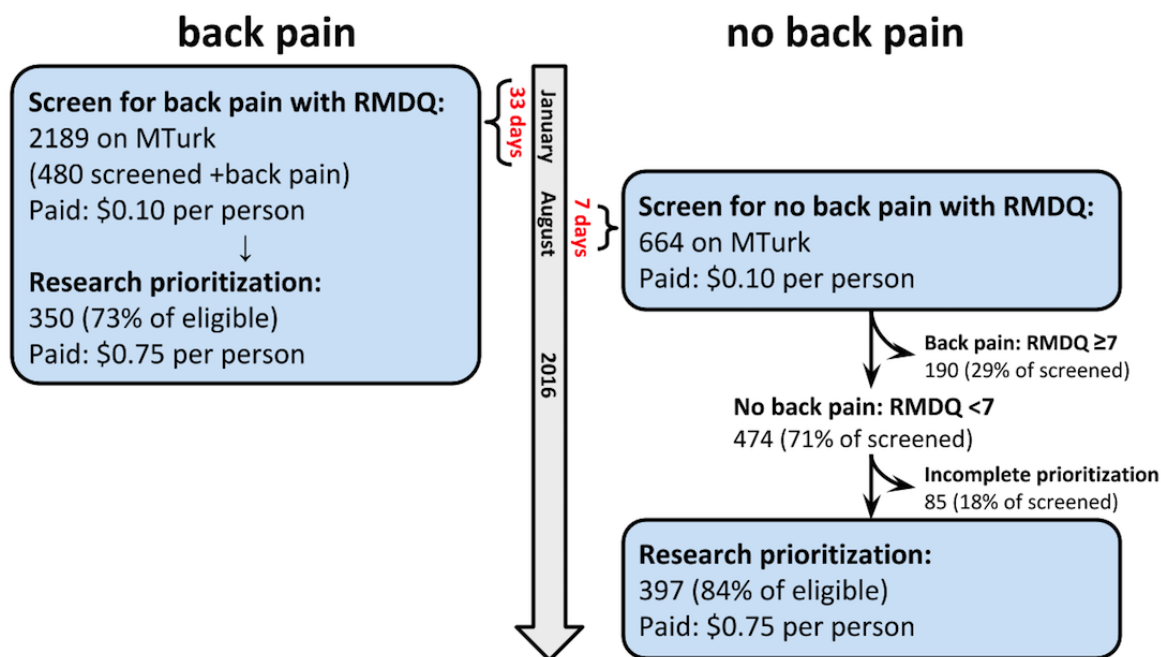 back pain
no back pain
Screen for back pain with RMDQ:
2189 on MTurk
(480 screened +back pain)
Paid: $0.10 per person
↓
Research prioritization:
350 (73% of eligible)
Paid: $0.75 per person
33 days
January
August
2016
7 days
Screen for no back pain with RMDQ:
664 on MTurk
Paid: $0.10 per person
Back pain: RMDQ ≥7
190 (29% of screened)
No back pain: RMDQ <7
474 (71% of screened)
Incomplete prioritization
85 (18% of screened)
Research prioritization:
397 (84% of eligible)
Paid: $0.75 per person